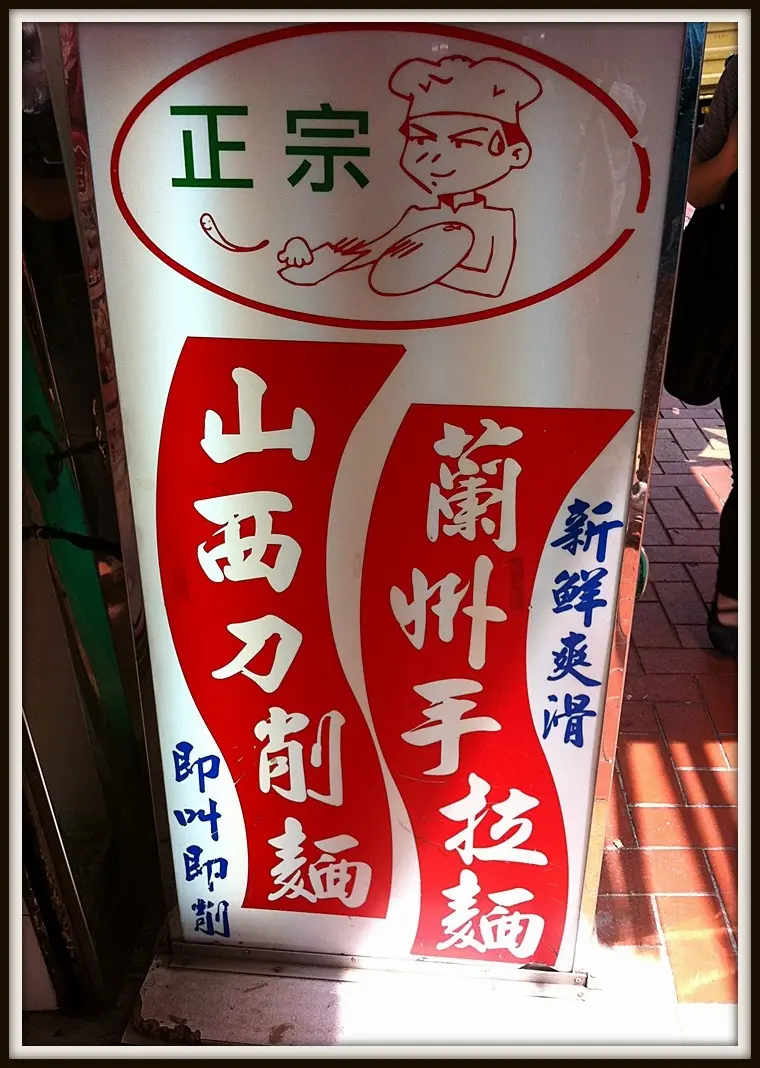 正宗
新鮮爽滑
蘭州手拉麵
山西刀削麵
即叫即削